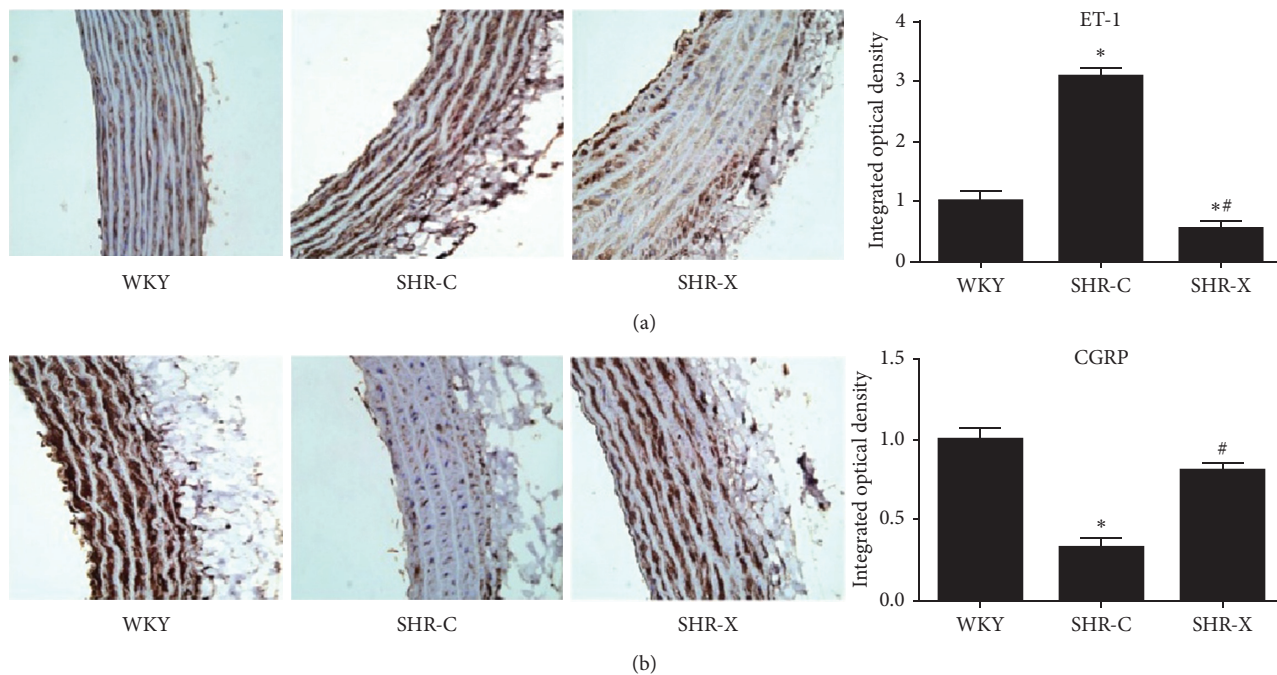 WKY
SHR-C
SHR-X
ET-1
Integrated optical density
4
3
2
1
0
*
*#
WKY
SHR-C
SHR-X
(a)
WKY
SHR-C
SHR-X
CGRP
Integrated optical density
1.5
1.0
0.5
0.0
*
#
WKY
SHR-C
SHR-X
(b)